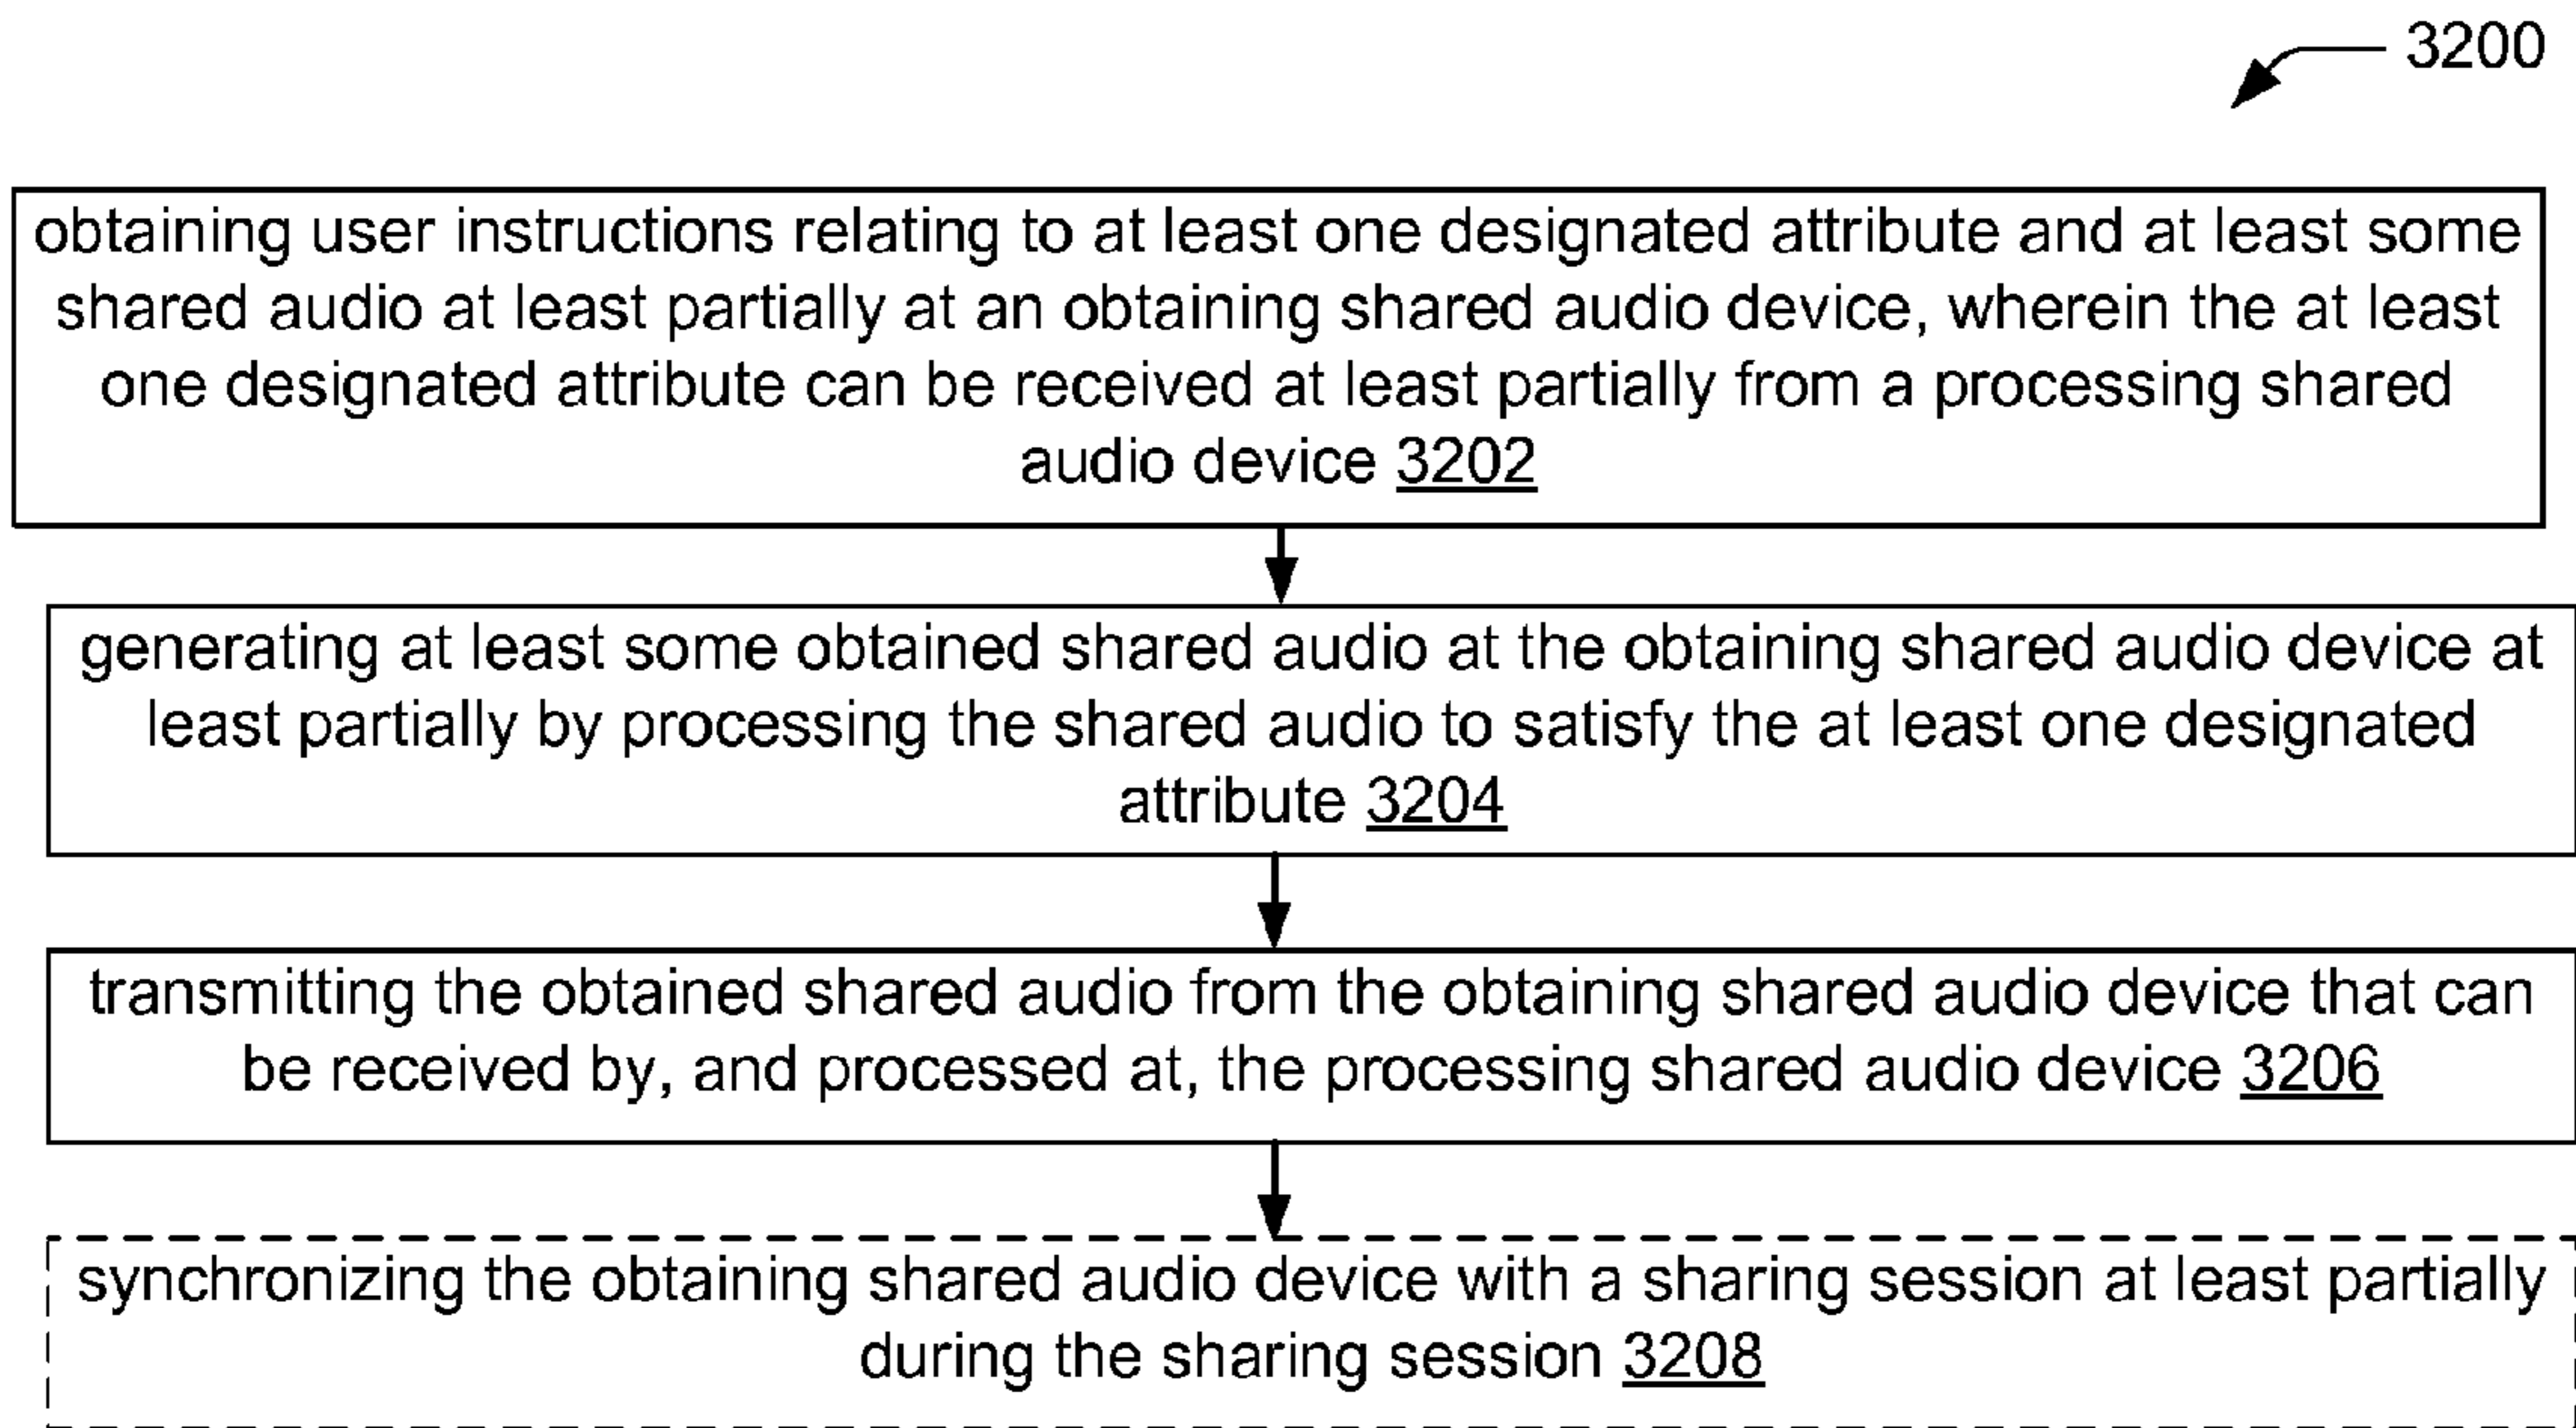 3200
obtaining user instructions relating to at least one designated attribute and at least some
shared audio at least partially at an obtaining shared audio device, wherein the at least
one designated attribute can be received at least partially from a processing shared
audio device 3202
generating at least some obtained shared audio at the obtaining shared audio device at
least partially by processing the shared audio to satisfy the at least one designated
attribute 3204
transmitting the obtained shared audio from the obtaining shared audio device that can
be received by, and processed at, the processing shared audio device 3206
synchronizing the obtaining shared audio device with a sharing session at least partially
during the sharing session 3208